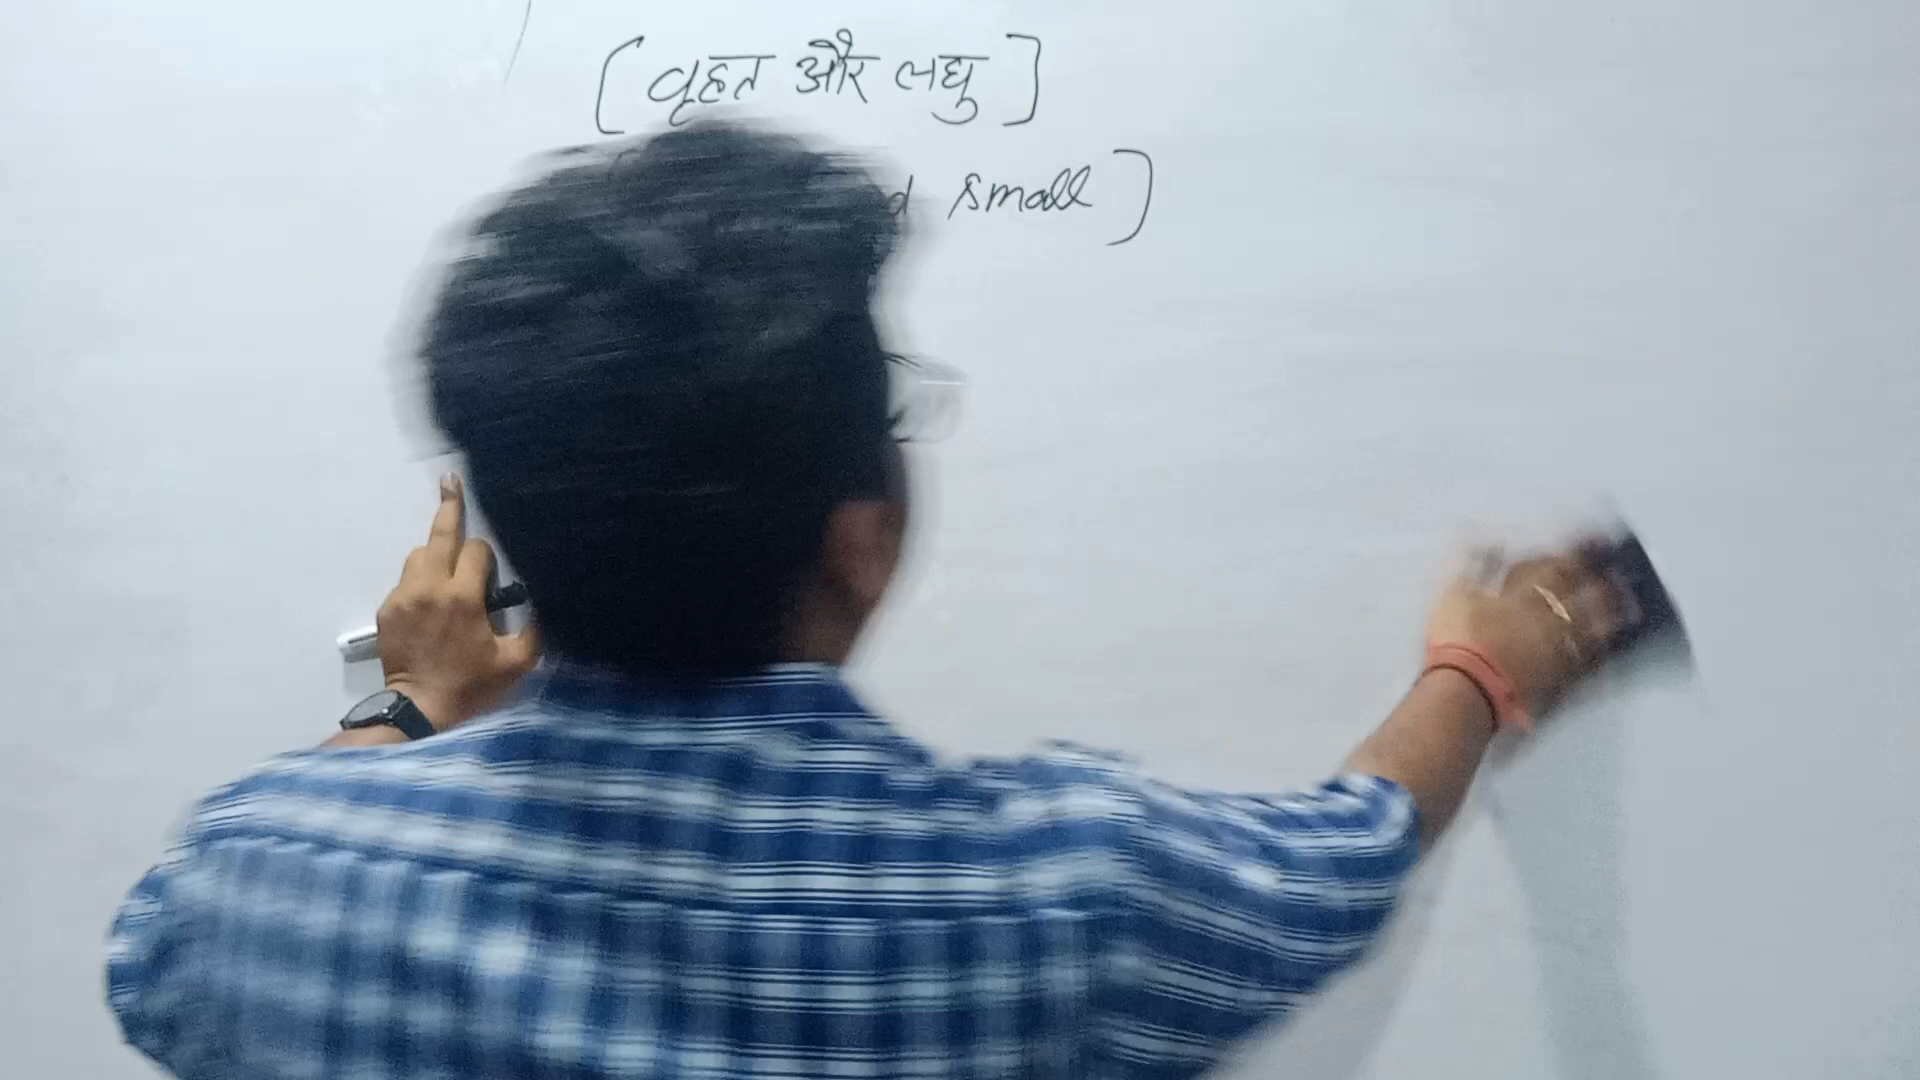 [ वृहत और लघु ]
small ]